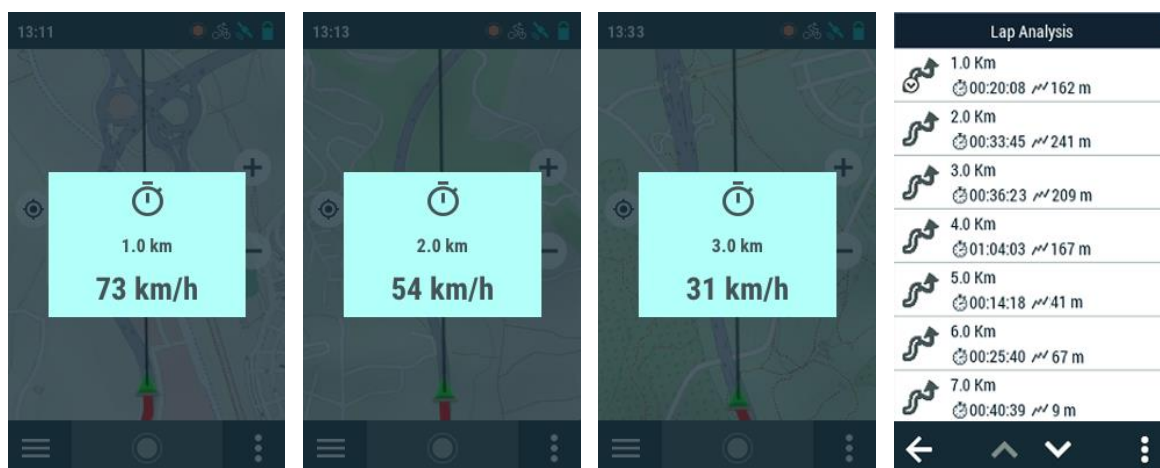 13:11
1.0 km
73 km/h
13:13
2.0 km
54 km/h
13:33
3.0 km
31 km/h
Lap Analysis
1.0 Km
00:20:08 162 m
2.0 Km
00:33:45 241 m
3.0 Km
00:36:23 209 m
4.0 Km
01:04:03 167 m
5.0 Km
00:14:18 41 m
6.0 Km
00:25:40 67 m
7.0 Km
00:40:39 9 m